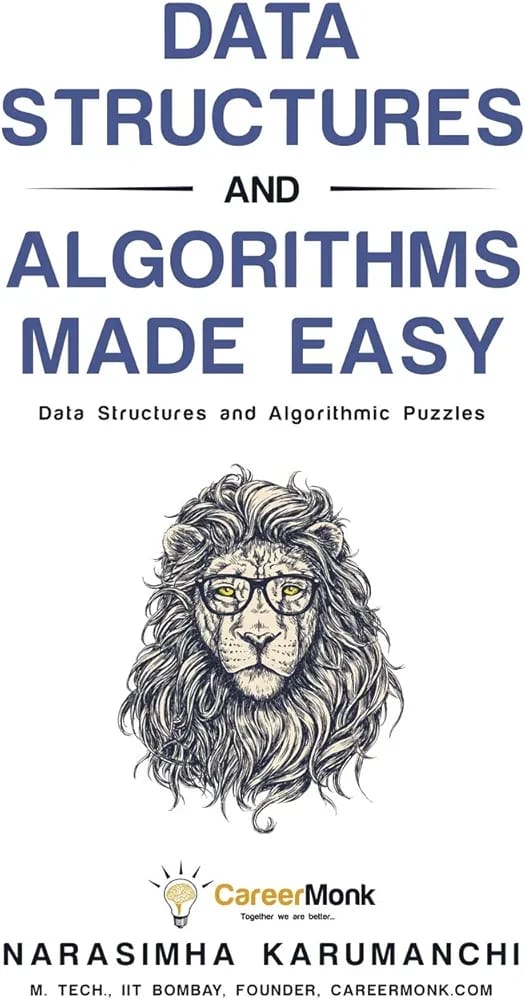 DATA
STRUCTURES
AND
ALGORITHMS
MADE EASY
Data Structures and Algorithmic Puzzles
CareerMonk
Together we are better...
NARASIMHA KARUMANCHI
M. TECH., IIT BOMBAY, FOUNDER, CAREERMONK.COM